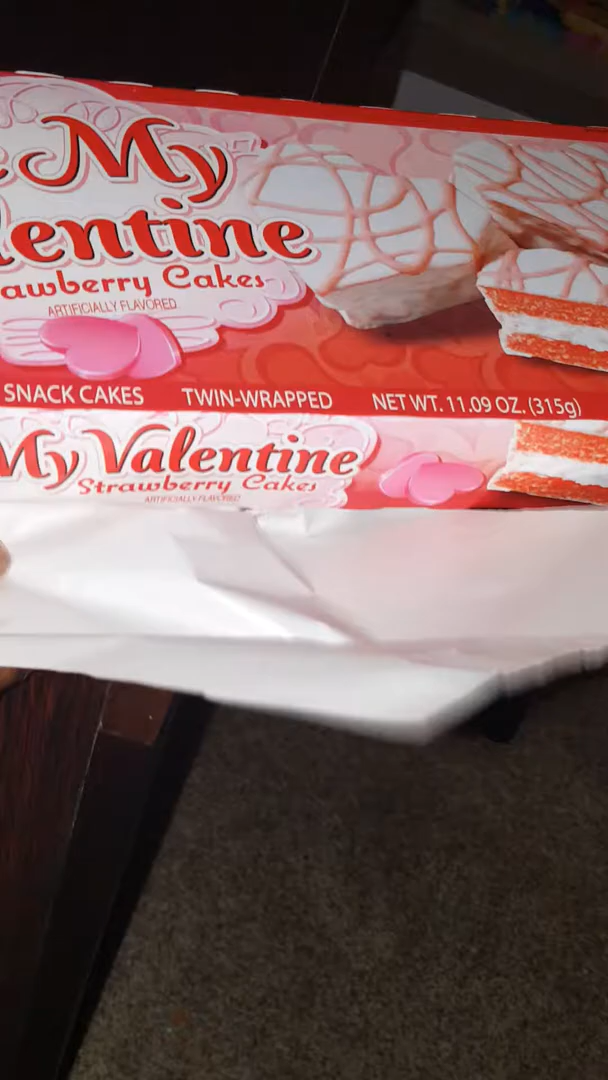 e My
lentine
awberry Cakes
ARTIFICIALLY FLAVORED
SNACK CAKES TWIN-WRAPPED NET WT. 11.09 OZ. (315g)
My Valentine
Strawberry Cakes
ARTIFICIALLY FLAVORED